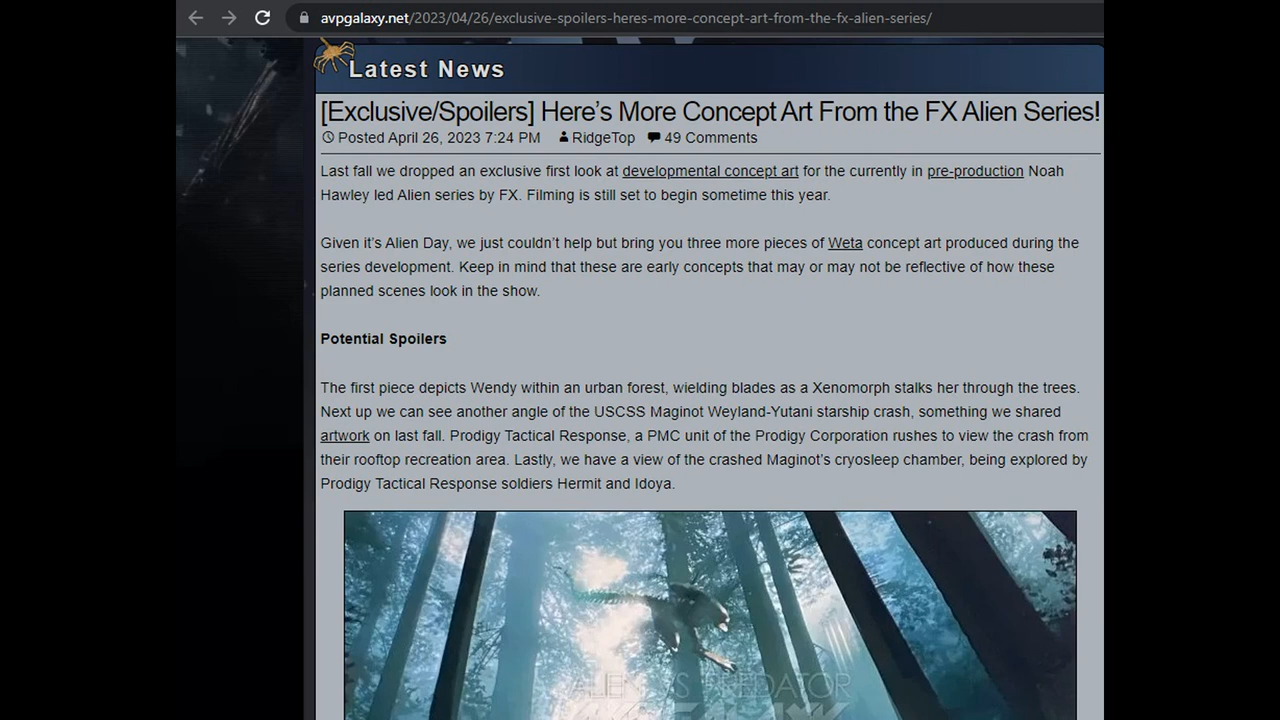 avpgalaxy.net/2023/04/26/exclusive-spoilers-heres-more-concept-art-from-the-fx-alien-series/
Latest News
[Exclusive/Spoilers] Here’s More Concept Art From the FX Alien Series!
Posted April 26, 2023 7:24 PM RidgeTop 49 Comments
Last fall we dropped an exclusive first look at developmental concept art for the currently in pre-production Noah
Hawley led Alien series by FX. Filming is still set to begin sometime this year.
Given it’s Alien Day, we just couldn’t help but bring you three more pieces of Weta concept art produced during the
series development. Keep in mind that these are early concepts that may or may not be reflective of how these
planned scenes look in the show.
Potential Spoilers
The first piece depicts Wendy within an urban forest, wielding blades as a Xenomorph stalks her through the trees.
Next up we can see another angle of the USCSS Maginot Weyland-Yutani starship crash, something we shared
artwork on last fall. Prodigy Tactical Response, a PMC unit of the Prodigy Corporation rushes to view the crash from
their rooftop recreation area. Lastly, we have a view of the crashed Maginot’s cryosleep chamber, being explored by
Prodigy Tactical Response soldiers Hermit and Idoya.
ALIEN VS PREDATOR